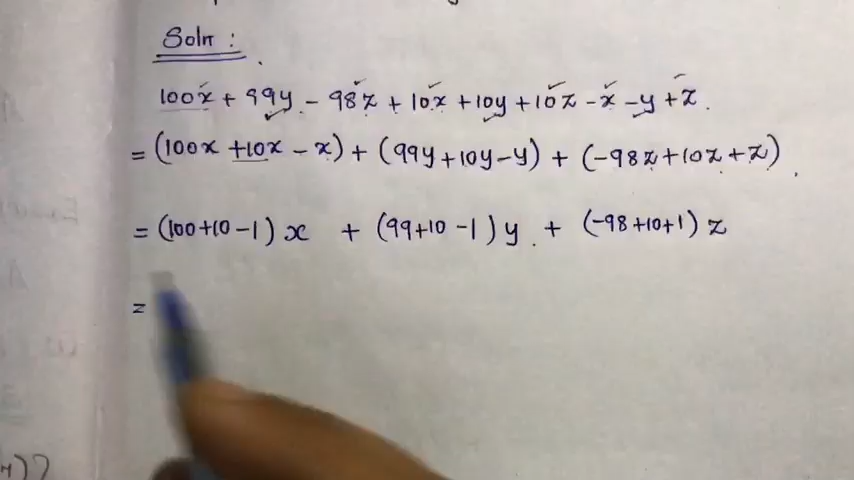 Soln :
100x + 99y - 98z + 10x + 10y + 10z - x - y + z.
= (100x + 10x - x) + (99y + 10y - y) + (-98z + 10z + z).
= (100+10-1) x + (99+10-1) y + (-98+10+1) z
=